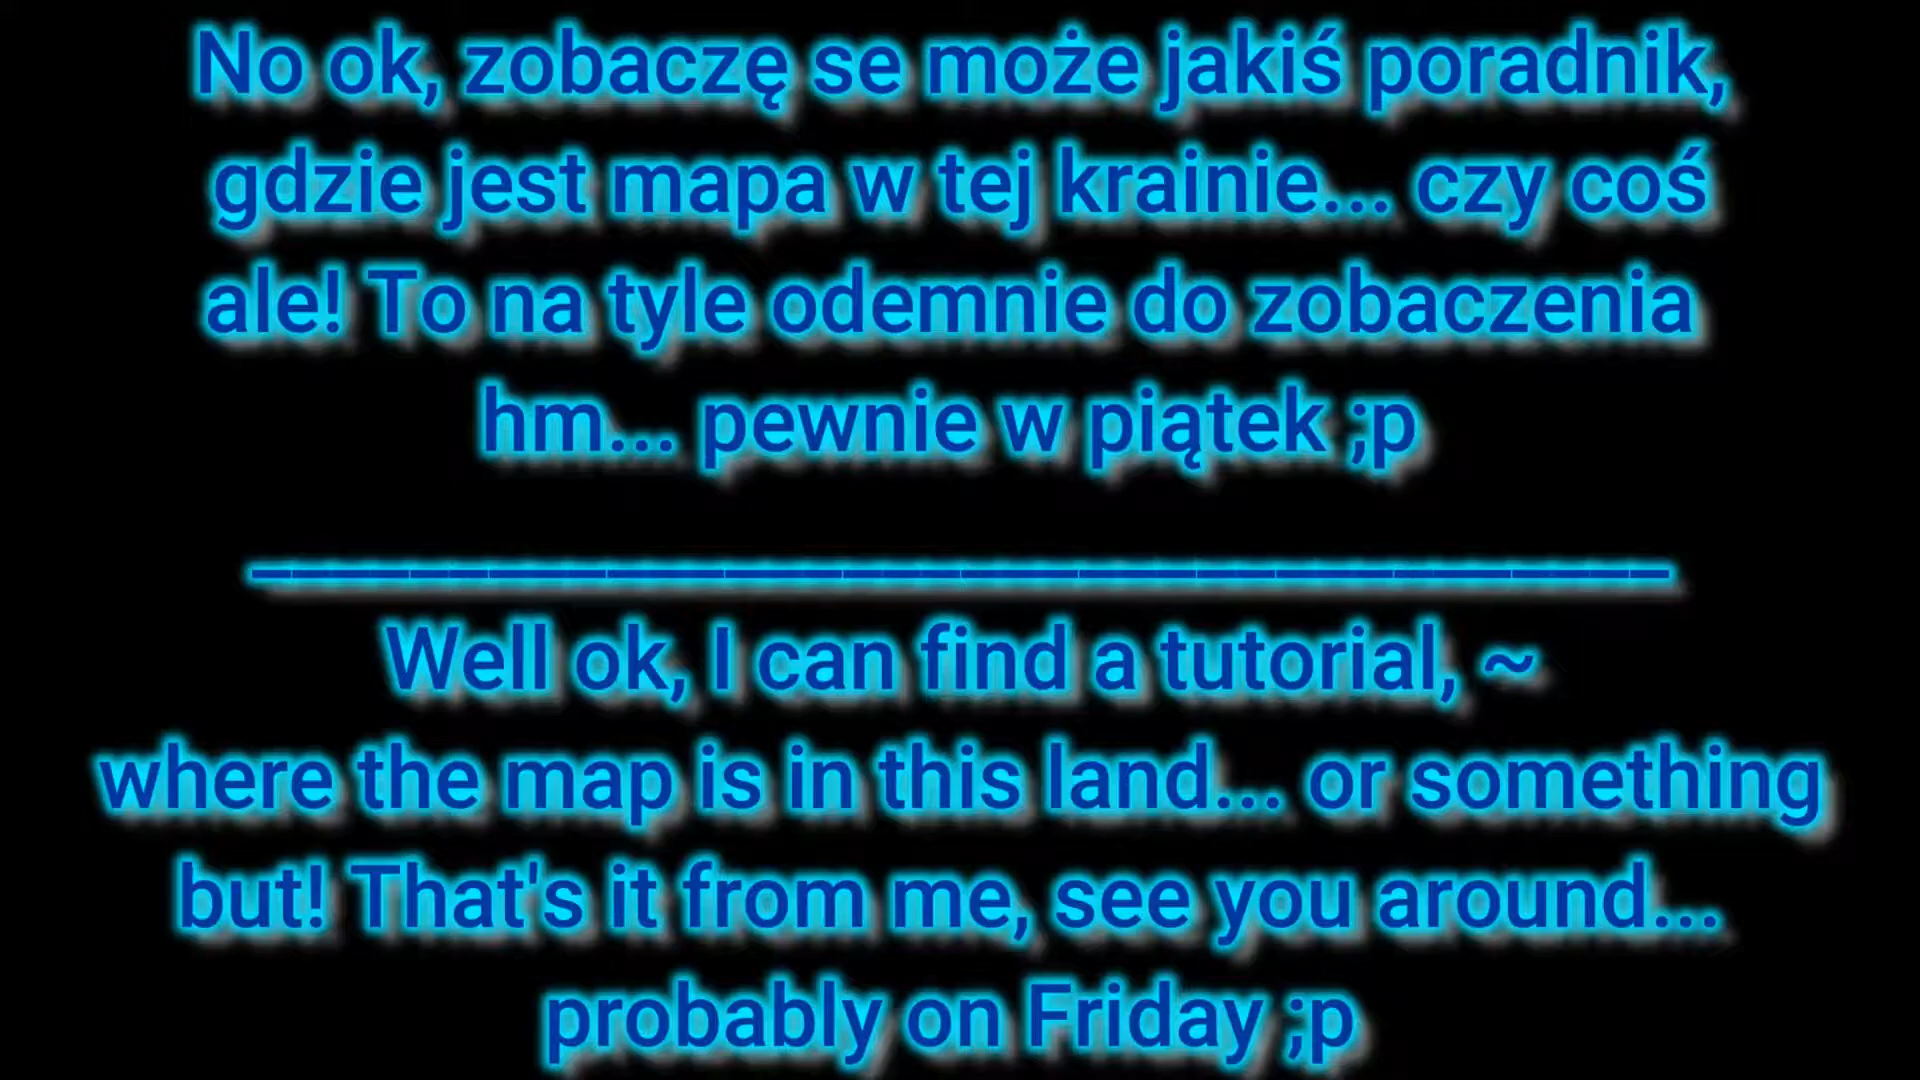 No ok, zobaczę se może jakiś poradnik,
gdzie jest mapa w tej krainie... czy coś
ale! To na tyle odemnie do zobaczenia
hm... pewnie w piątek ;p
Well ok, I can find a tutorial, ~
where the map is in this land... or something
but! That's it from me, see you around...
probably on Friday ;p